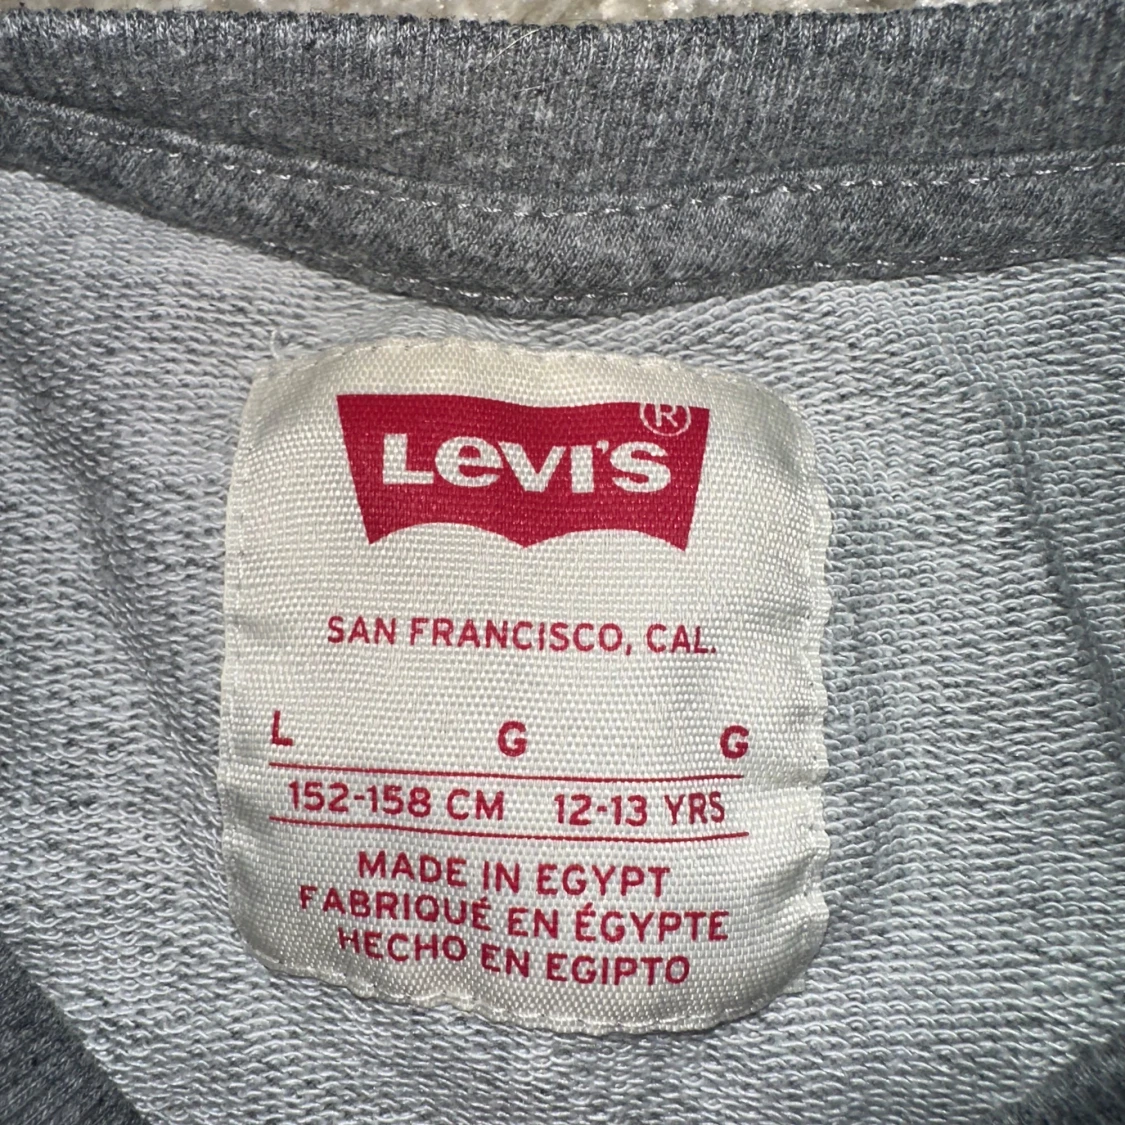 Levi's ®
SAN FRANCISCO, CAL.
L G G
152-158 CM 12-13 YRS
MADE IN EGYPT
FABRIQUÉ EN ÉGYPTE
HECHO EN EGIPTO